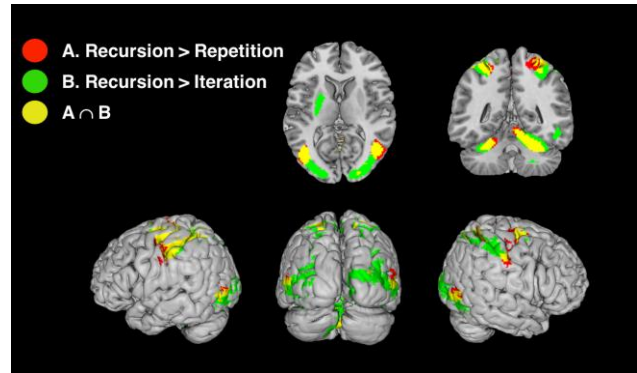 A. Recursion > Repetition
B. Recursion > Iteration
A ∩ B